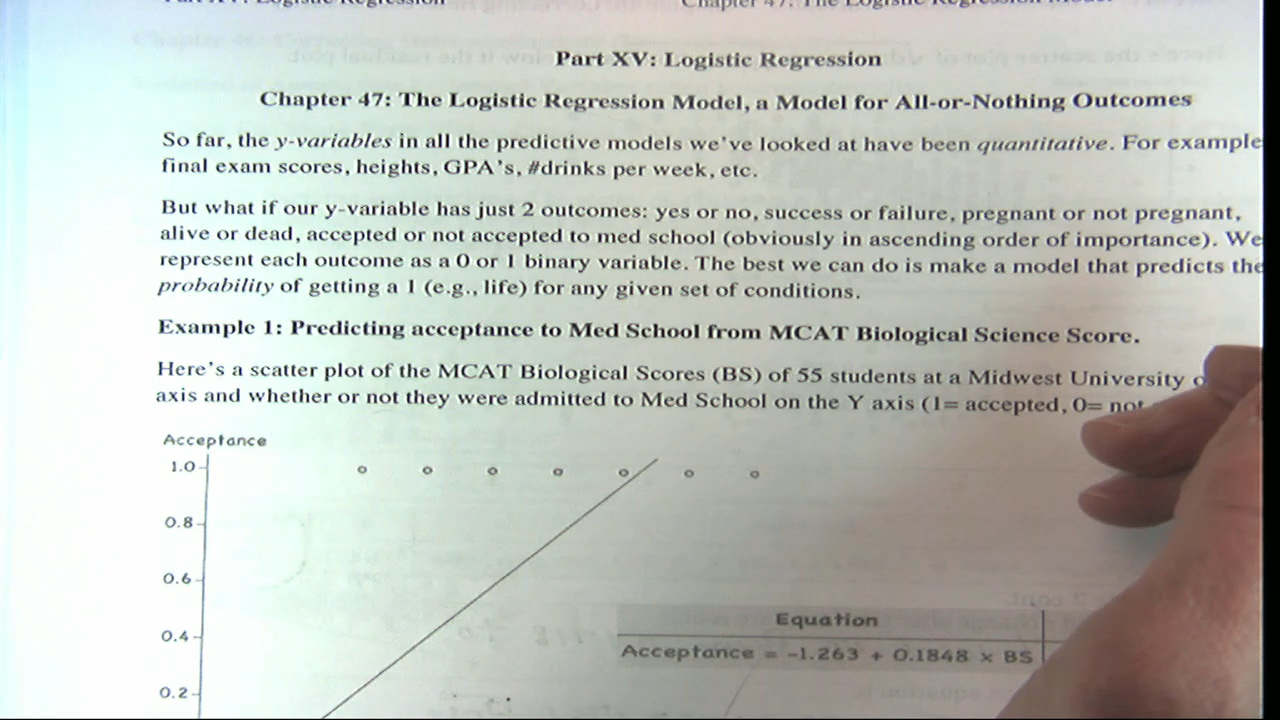 Part XV: Logistic Regression
Chapter 47: The Logistic Regression Model, a Model for All-or-Nothing Outcomes
So far, the y-variables in all the predictive models we've looked at have been quantitative. For example
final exam scores, heights, GPA's, #drinks per week, etc.
But what if our y-variable has just 2 outcomes: yes or no, success or failure, pregnant or not pregnant,
alive or dead, accepted or not accepted to med school (obviously in ascending order of importance). We
represent each outcome as a 0 or 1 binary variable. The best we can do is make a model that predicts the
probability of getting a 1 (e.g., life) for any given set of conditions.
Example 1: Predicting acceptance to Med School from MCAT Biological Science Score.
Here's a scatter plot of the MCAT Biological Scores (BS) of 55 students at a Midwest University
axis and whether or not they were admitted to Med School on the Y axis (1= accepted, 0= not
Acceptance
1.0
0.8
0.6
0.4
0.2
Equation
Acceptance = -1.263 + 0.1848 x BS